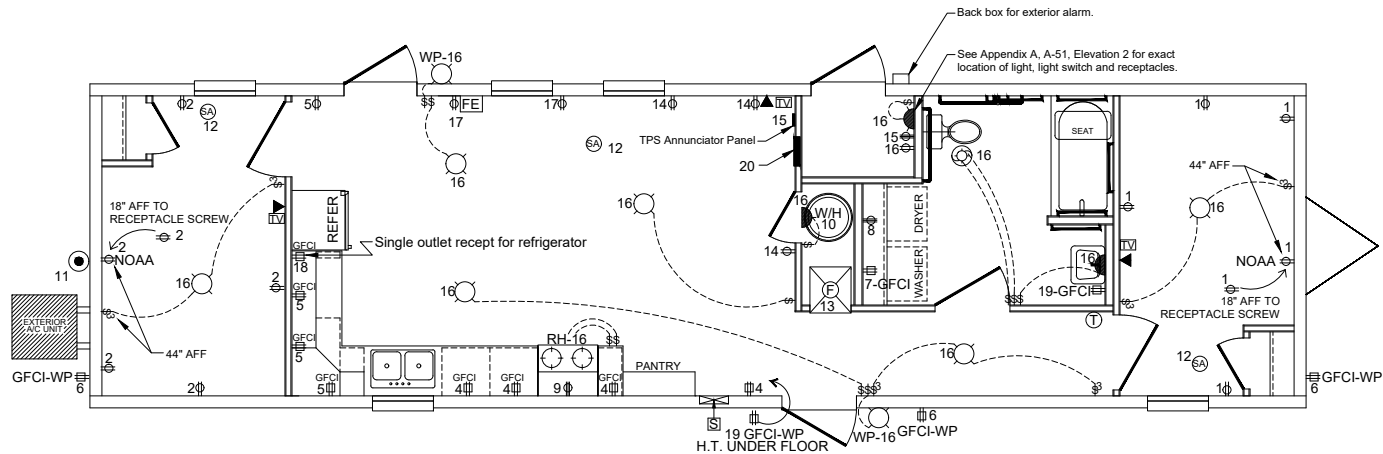 Back box for exterior alarm.
See Appendix A, A-51, Elevation 2 for exact
location of light, light switch and receptacles.
WP-16
2
SA
12
5
$$
FE
17
17
14
14
TV
15
TPS Annunciator Panel
20
SA
12
16
16
$
16
15
16
16
SEAT
1
1
44" AFF
$3
18" AFF TO
RECEPTACLE SCREW
2
2
NOAA
11
$3
TV
REFER
GFCI
18
Single outlet recept for refrigerator
16
16
W/H
10
8
DRYER
1
16
TV
NOAA
1
14
7-GFCI
WASHER
16
19-GFCI
1
18" AFF TO
RECEPTACLE SCREW
EXTERIOR
A/C UNIT
16
2
5
16
F
13
$
$$$
$3
T
$3
44" AFF
GFCI
5
RH-16
$$
2
GFCI-WP
6
2
GFCI
5
GFCI
4
GFCI
4
9
GFCI
4
PANTRY
4
$$$3
16
$3
SA
12
1
GFCI-WP
6
S
19 GFCI-WP
H.T. UNDER FLOOR
WP-16
6
GFCI-WP